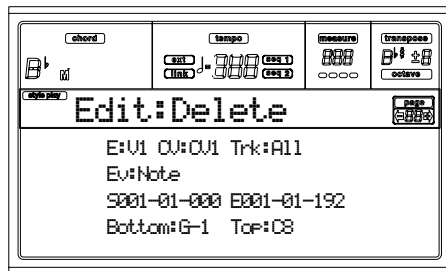 chord tempo measure transpose
ext seq 1
link seq 2
octave
style play
Edit:Delete
page
E:V1 CV:CV1 Trk:All
Ev:Note
S001-01-000 E001-01-192
Bottom:G-1 Top:C8